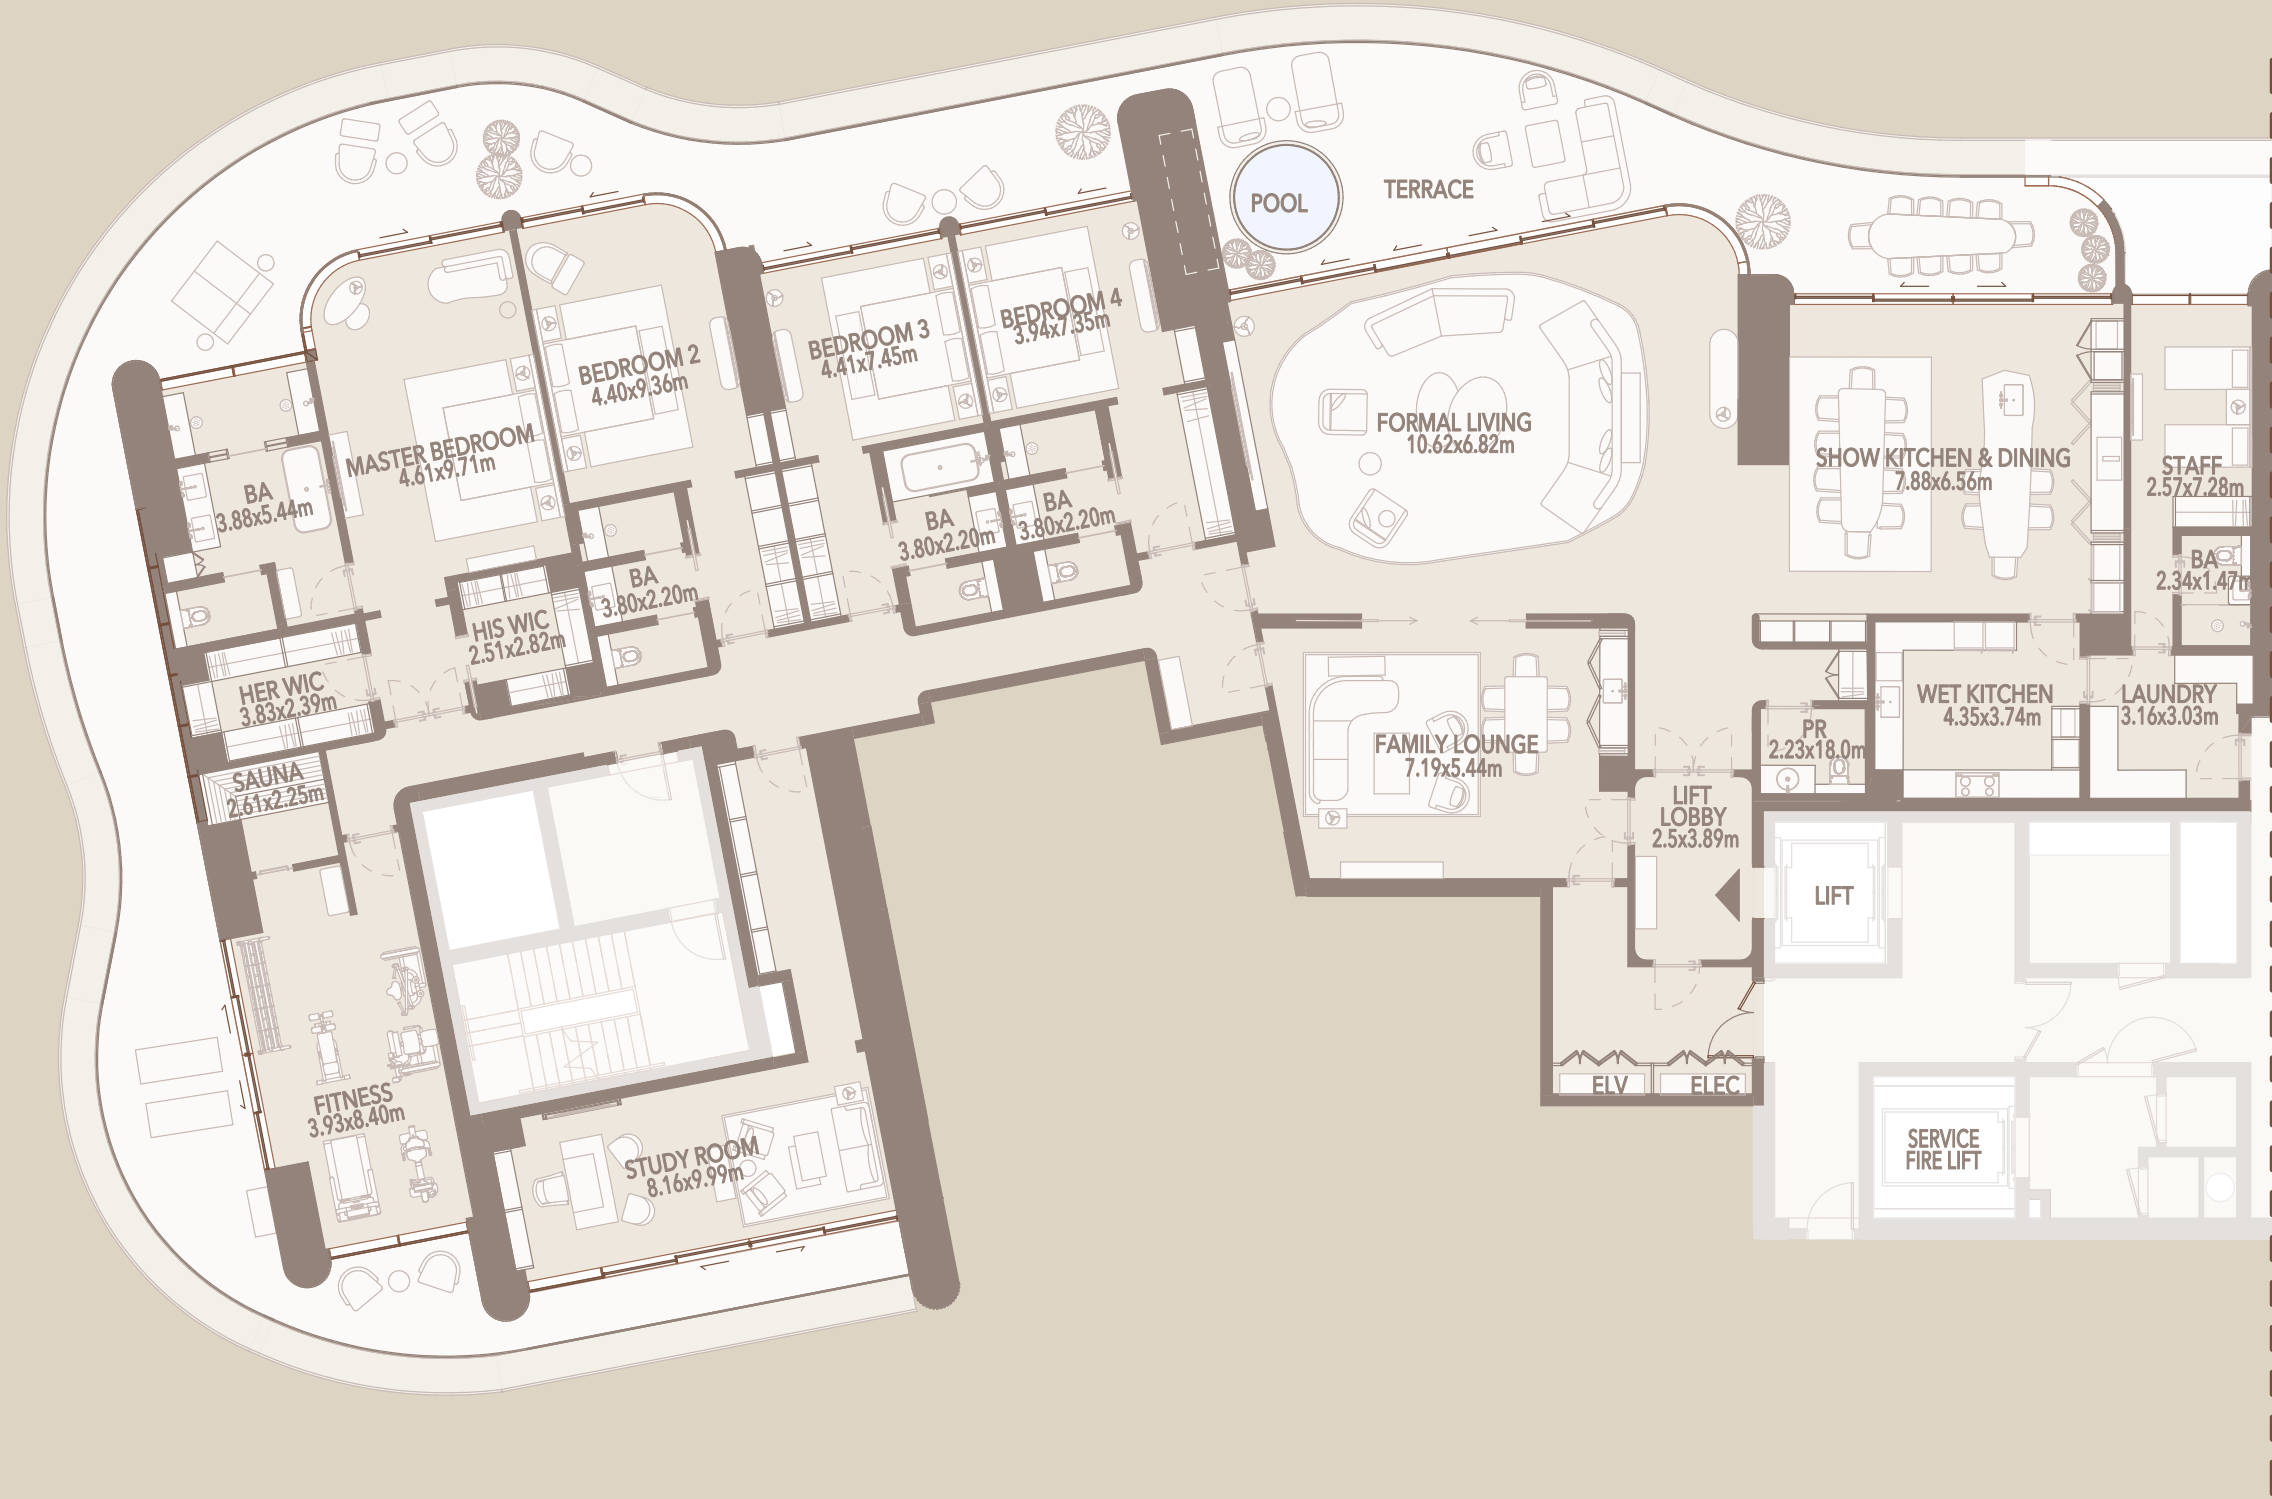 POOL
TERRACE
MASTER BEDROOM
4.61x9.71m
BEDROOM 2
4.40x9.36m
BEDROOM 3
4.41x7.45m
BEDROOM 4
3.94x7.35m
FORMAL LIVING
10.62x6.82m
SHOW KITCHEN & DINING
7.88x6.56m
STAFF
2.57x7.28m
BA
3.88x5.44m
BA
3.80x2.20m
BA
3.80x2.20m
BA
3.80x2.20m
BA
2.34x1.47m
HIS WIC
2.51x2.82m
HER WIC
3.83x2.39m
SAUNA
2.61x2.25m
FAMILY LOUNGE
7.19x5.44m
PR
2.23x18.0m
WET KITCHEN
4.35x3.74m
LAUNDRY
3.16x3.03m
LIFT
LOBBY
2.5x3.89m
LIFT
FITNESS
3.93x8.40m
STUDY ROOM
8.16x9.99m
ELV
ELEC
SERVICE
FIRE LIFT